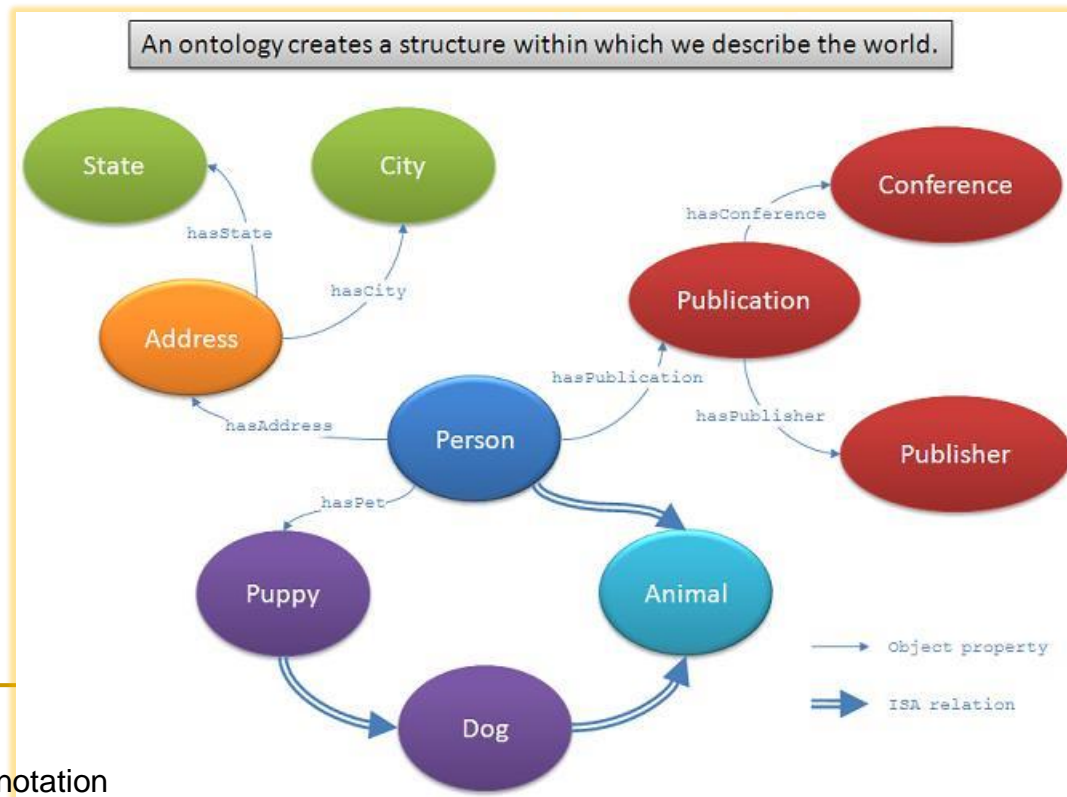 An ontology creates a structure within which we describe the world.
State
City
Conference
hasConference
hasState
hasCity
Publication
Address
hasPublication
hasPublisher
hasAddress
Person
Publisher
hasPet
Puppy
Animal
Object property
ISA relation
Dog
notation